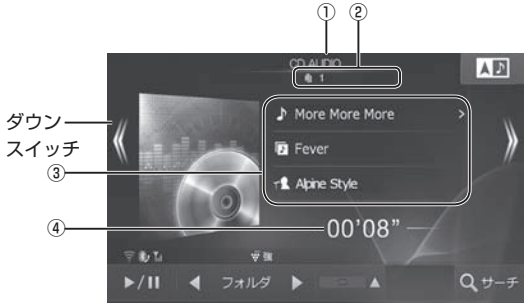 ① ②
CD AUDIO
1
ダウン
スイッチ
③
④
More More More >
Fever
Alpine Style
00'08”
強
▶/II ◀ フォルダ ▶ ▲ サーチ